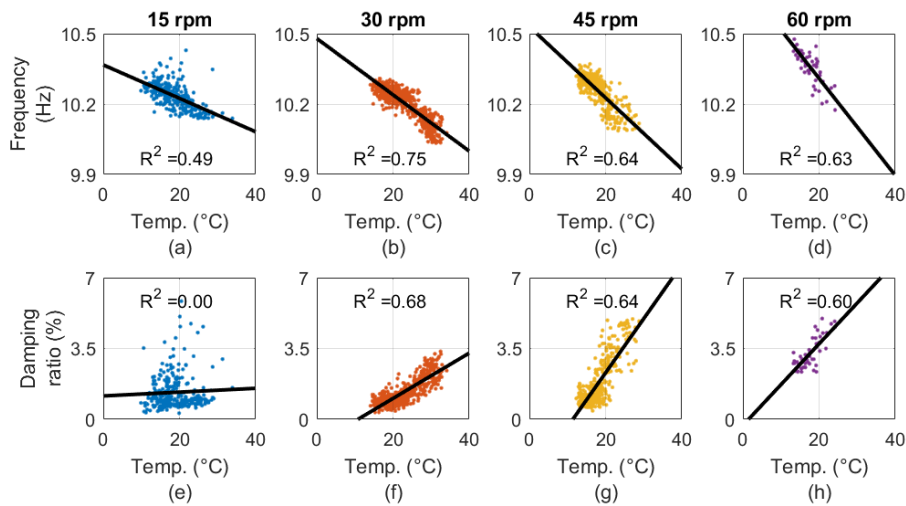 15 rpm 30 rpm 45 rpm 60 rpm
10.5 10.5 10.5 10.5
Frequency
(Hz)
10.2 10.2 10.2 10.2
R² =0.49 R² =0.75 R² =0.64 R² =0.63
9.9 9.9 9.9 9.9
0 20 40 0 20 40 0 20 40 0 20 40
Temp. (°C) Temp. (°C) Temp. (°C) Temp. (°C)
(a) (b) (c) (d)
7 7 7 7
R² =0.00 R² =0.68 R² =0.64 R² =0.60
Damping
ratio (%)
3.5 3.5 3.5 3.5
0 0 0 0
0 20 40 0 20 40 0 20 40 0 20 40
Temp. (°C) Temp. (°C) Temp. (°C) Temp. (°C)
(e) (f) (g) (h)